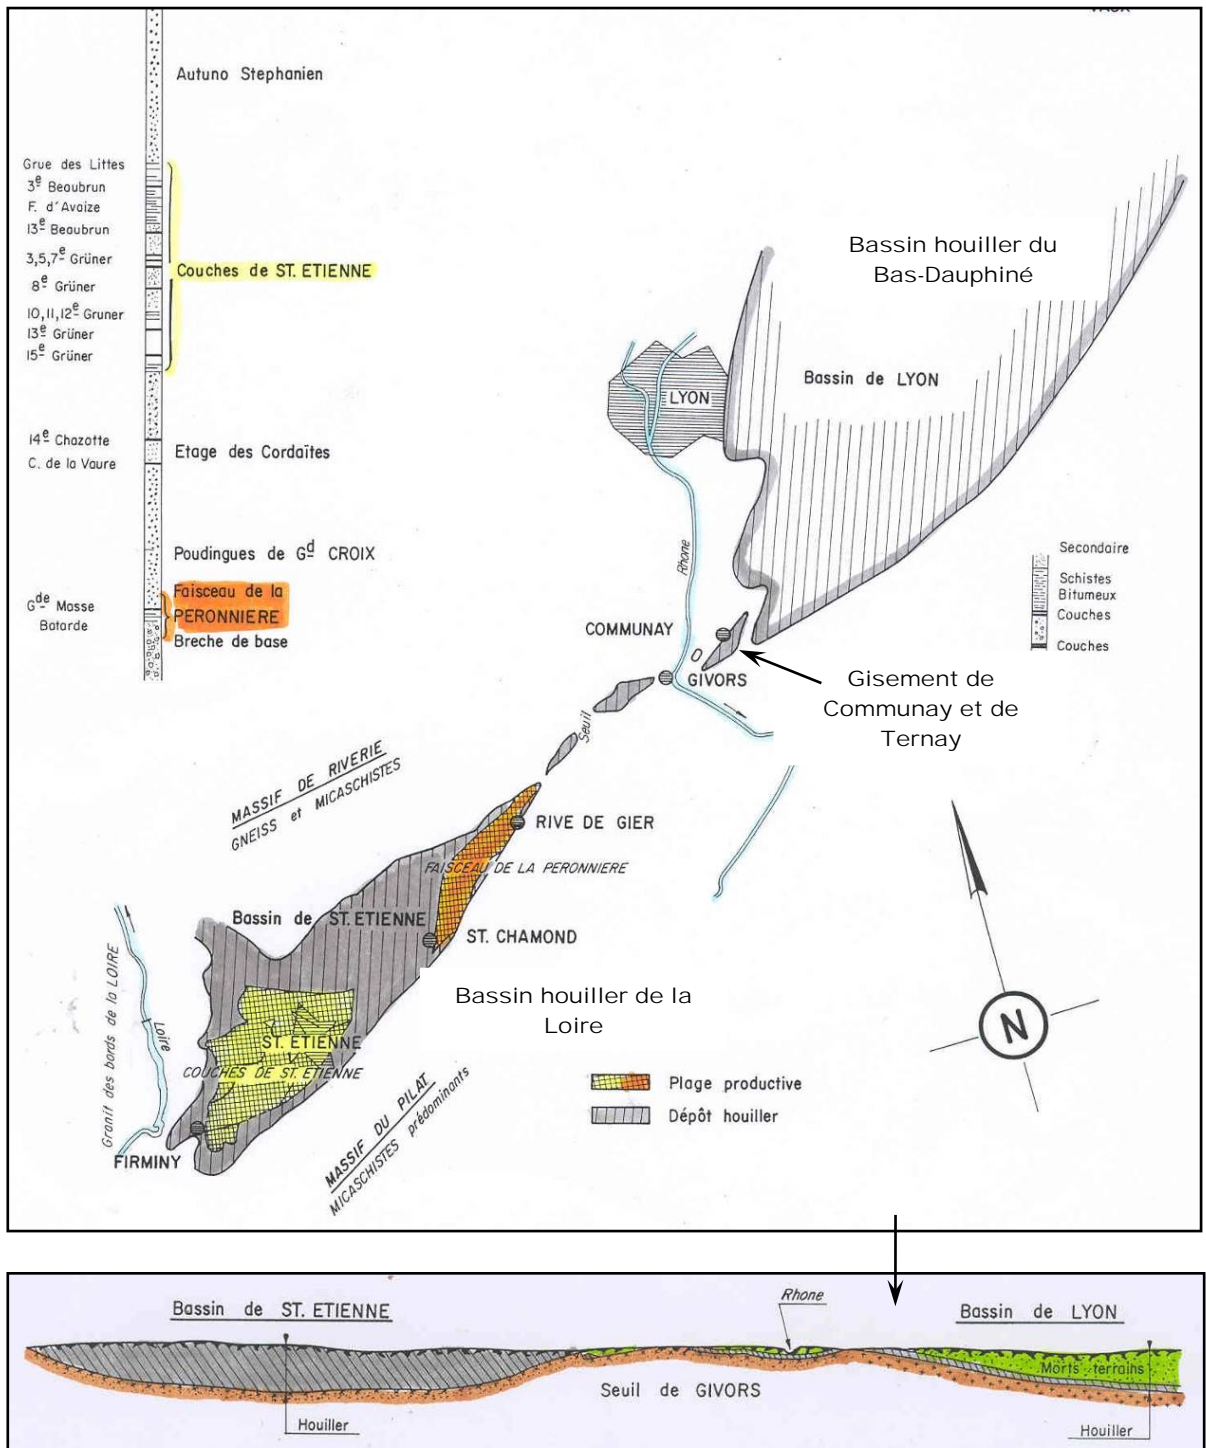 Autuno Stephanien
Grue des Littes
3e Beaubrun
F. d'Avaize
13e Beaubrun
3,5,7e Grüner
8e Grüner
10,11,12e Gruner
13e Grüner
15e Grüner
Couches de ST. ETIENNE
14e Chazotte
C. de la Vaure
Etage des Cordaïtes
Poudingues de Gd CROIX
Faisceau de la
PERONNIERE
Gde Masse
Batarde
Breche de base
Bassin houiller du
Bas-Dauphiné
Bassin de LYON
LYON
Rhone
COMMUNAY
GIVORS
Seuil
Secondaire
Schistes
Bitumeux
Couches
Couches
Gisement de
Communay et de
Ternay
MASSIF DE RIVERIE
GNEISS et MICASCHISTES
RIVE DE GIER
FAISCEAU DE LA PERONNIERE
Bassin de ST. ETIENNE
ST. CHAMOND
Bassin houiller de la
Loire
Granit des bords de la LOIRE
Loire
ST. ETIENNE
COUCHES DE ST. ETIENNE
FIRMINY
MASSIF DU PILAT
MICASCHISTES prédominants
N
Plage productive
Dépôt houiller
Bassin de ST. ETIENNE
Rhone
Bassin de LYON
Morts terrains
Seuil de GIVORS
Houiller
Houiller